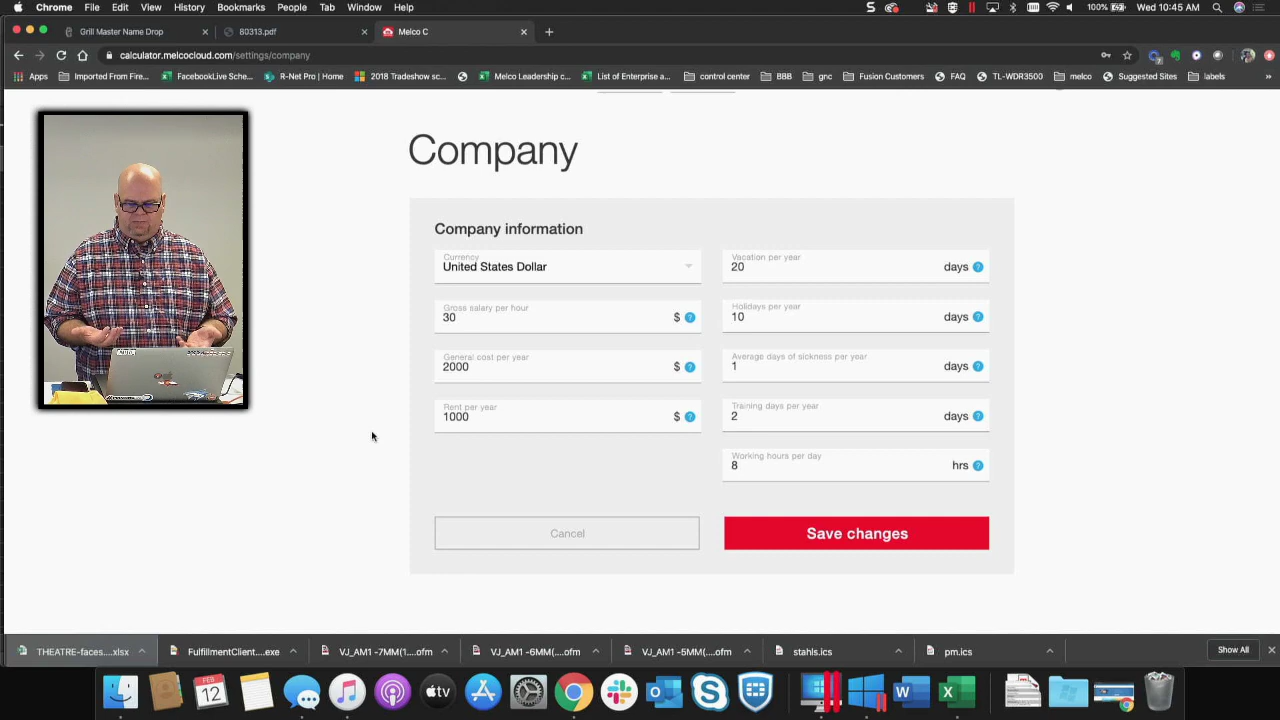 Chrome File Edit View History Bookmarks People Tab Window Help 100% Wed 10:45 AM
Grill Master Name Drop 80313.pdf Melco C
calculator.melcocloud.com/settings/company
Apps Imported From Fire... FacebookLive Sche... R-Net Pro | Home 2018 Tradeshow sc... Melco Leadership c... List of Enterprise a... control center BBB gnc Fusion Customers FAQ TL-WDR3500 melco Suggested Sites labels
Company
Company information
Currency
United States Dollar
Gross salary per hour
30 $ ?
General cost per year
2000 $ ?
Rent per year
1000 $ ?
Vacation per year
20 days ?
Holidays per year
10 days ?
Average days of sickness per year
1 days ?
Training days per year
2 days ?
Working hours per day
8 hrs ?
Cancel Save changes
THEATRE-faces....xlsx FulfillmentClient....exe VJ_AM1 -7MM(1....ofm VJ_AM1 -6MM(....ofm VJ_AM1 -5MM(....ofm stahls.ics pm.ics Show All
FEB
12
tv